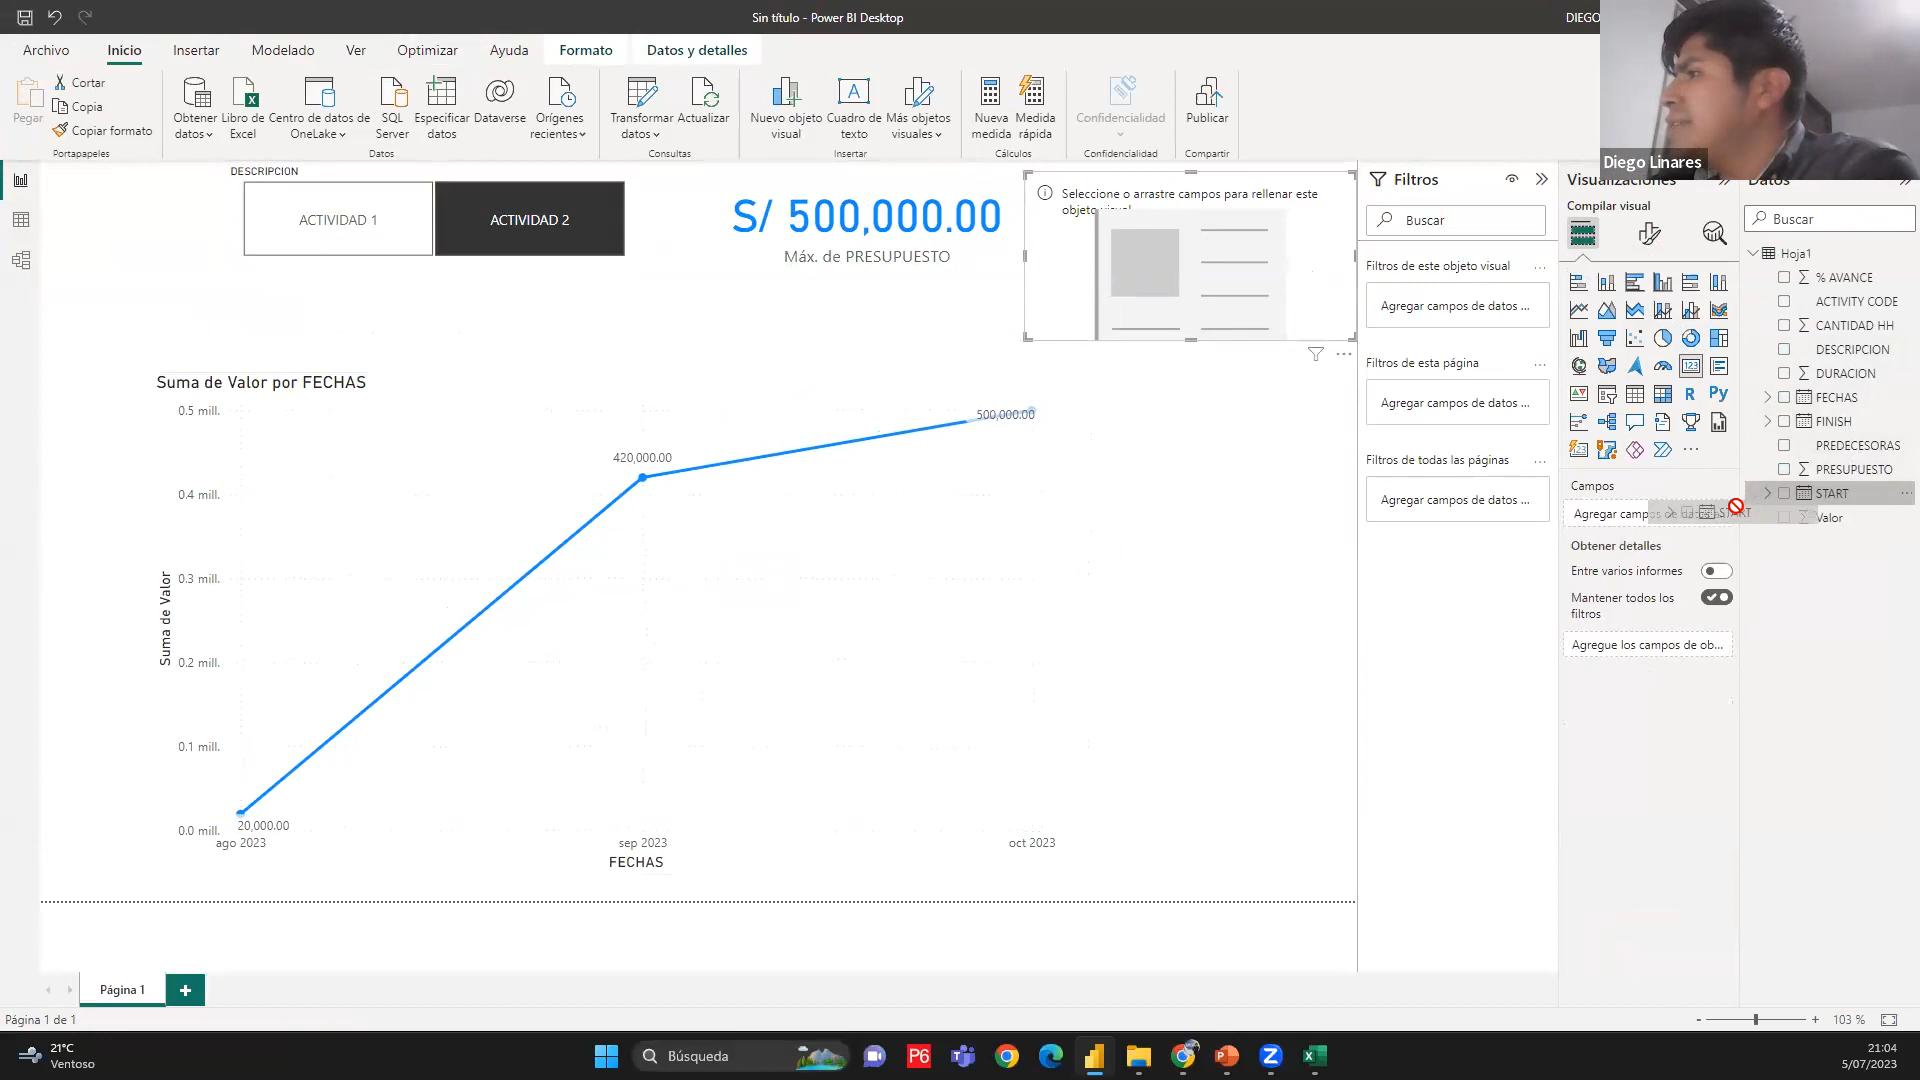 Sin título - Power BI Desktop
DIEGO
Diego Linares
Archivo
Inicio
Insertar
Modelado
Ver
Optimizar
Ayuda
Formato
Datos y detalles
Pegar
Cortar
Copia
Copiar formato
Portapapeles
Obtener datos
Libro de Excel
Centro de datos de OneLake
SQL Server
Especificar datos
Dataverse
Orígenes recientes
Datos
Transformar datos
Actualizar
Consultas
Nuevo objeto visual
Cuadro de texto
Más objetos visuales
Insertar
Nueva medida
Medida rápida
Cálculos
Confidencialidad
Confidencialidad
Publicar
Compartir
DESCRIPCION
ACTIVIDAD 1
ACTIVIDAD 2
S/ 500,000.00
Máx. de PRESUPUESTO
Seleccione o arrastre campos para rellenar este
objeto visual
Suma de Valor por FECHAS
0.5 mill.
0.4 mill.
0.3 mill.
0.2 mill.
0.1 mill.
0.0 mill.
Suma de Valor
500,000.00
420,000.00
20,000.00
ago 2023
sep 2023
oct 2023
FECHAS
Filtros
Buscar
Filtros de este objeto visual
Agregar campos de datos ...
Filtros de esta página
Agregar campos de datos ...
Filtros de todas las páginas
Agregar campos de datos ...
Visualizaciones
Compilar visual
123
R
Py
Campos
Agregar campos de
START
Obtener detalles
Entre varios informes
Mantener todos los
filtros
Agregue los campos de ob...
Datos
Buscar
Hoja1
% AVANCE
ACTIVITY CODE
CANTIDAD HH
DESCRIPCION
DURACION
FECHAS
FINISH
PREDECESORAS
PRESUPUESTO
START
Valor
Página 1
Página 1 de 1
103 %
21°C
Ventoso
Búsqueda
P6
21:04
5/07/2023